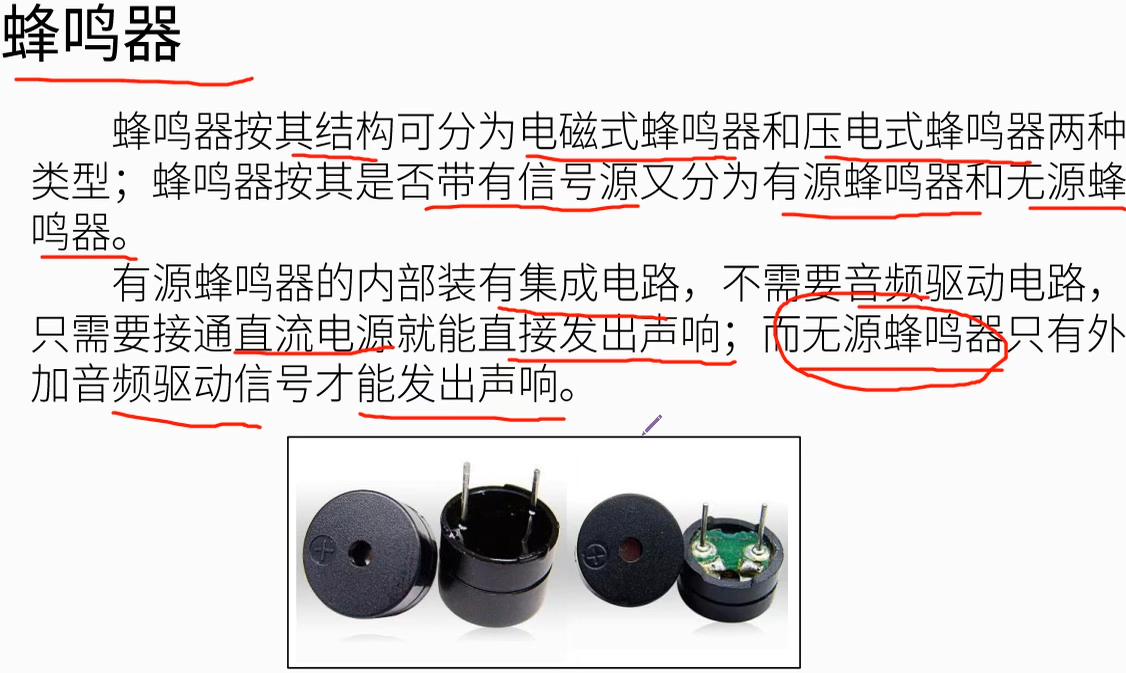 蜂鸣器
蜂鸣器按其结构可分为电磁式蜂鸣器和压电式蜂鸣器两种
类型；蜂鸣器按其是否带有信号源又分为有源蜂鸣器和无源蜂
鸣器。
有源蜂鸣器的内部装有集成电路，不需要音频驱动电路，
只需要接通直流电源就能直接发出声响；而无源蜂鸣器只有外
加音频驱动信号才能发出声响。